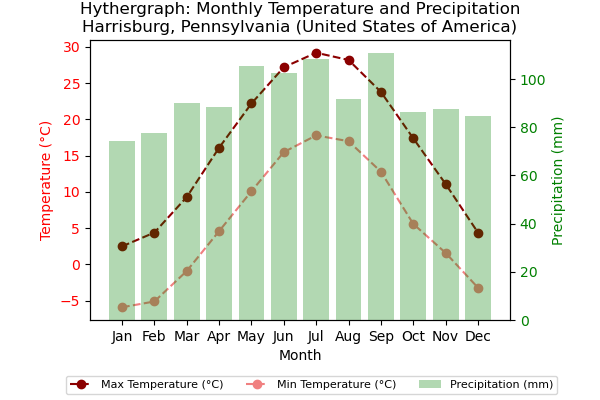 Hythergraph: Monthly Temperature and Precipitation
Harrisburg, Pennsylvania (United States of America)
30
25
20
15
10
5
0
−5
Temperature (°C)
100
80
60
40
20
0
Precipitation (mm)
Jan Feb Mar Apr May Jun Jul Aug Sep Oct Nov Dec
Month
Max Temperature (°C) Min Temperature (°C) Precipitation (mm)